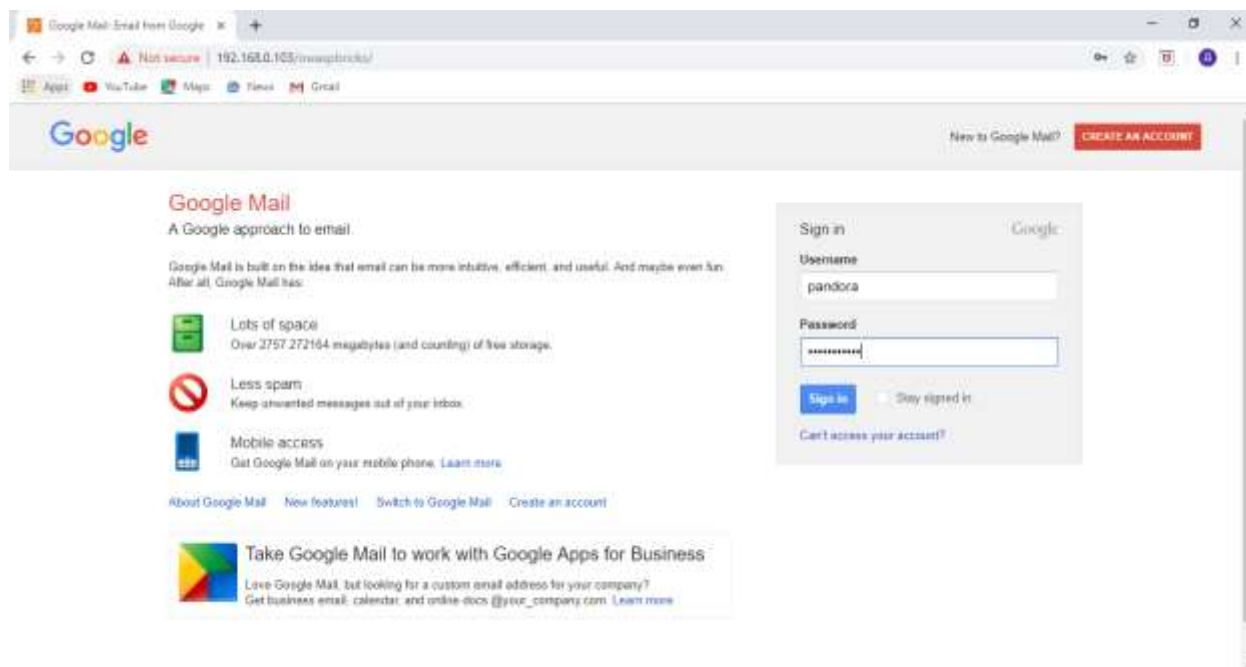 Google Mail: Email from Google
Not secure | 192.168.0.103/
Apps YouTube Maps News Gmail
Google
New to Google Mail? CREATE AN ACCOUNT
Google Mail
A Google approach to email.
Google Mail is built on the idea that email can be more intuitive, efficient, and useful. And maybe even fun.
After all, Google Mail has:
Lots of space
Over 2757.272164 megabytes (and counting) of free storage.
Less spam
Keep unwanted messages out of your inbox.
Mobile access
Get Google Mail on your mobile phone. Learn more
About Google Mail New features! Switch to Google Mail Create an account
Take Google Mail to work with Google Apps for Business
Love Google Mail, but looking for a custom email address for your company?
Get business email, calendar, and online docs @your_company.com. Learn more
Sign in Google
Username
pandora
Password
Sign in Stay signed in
Can't access your account?